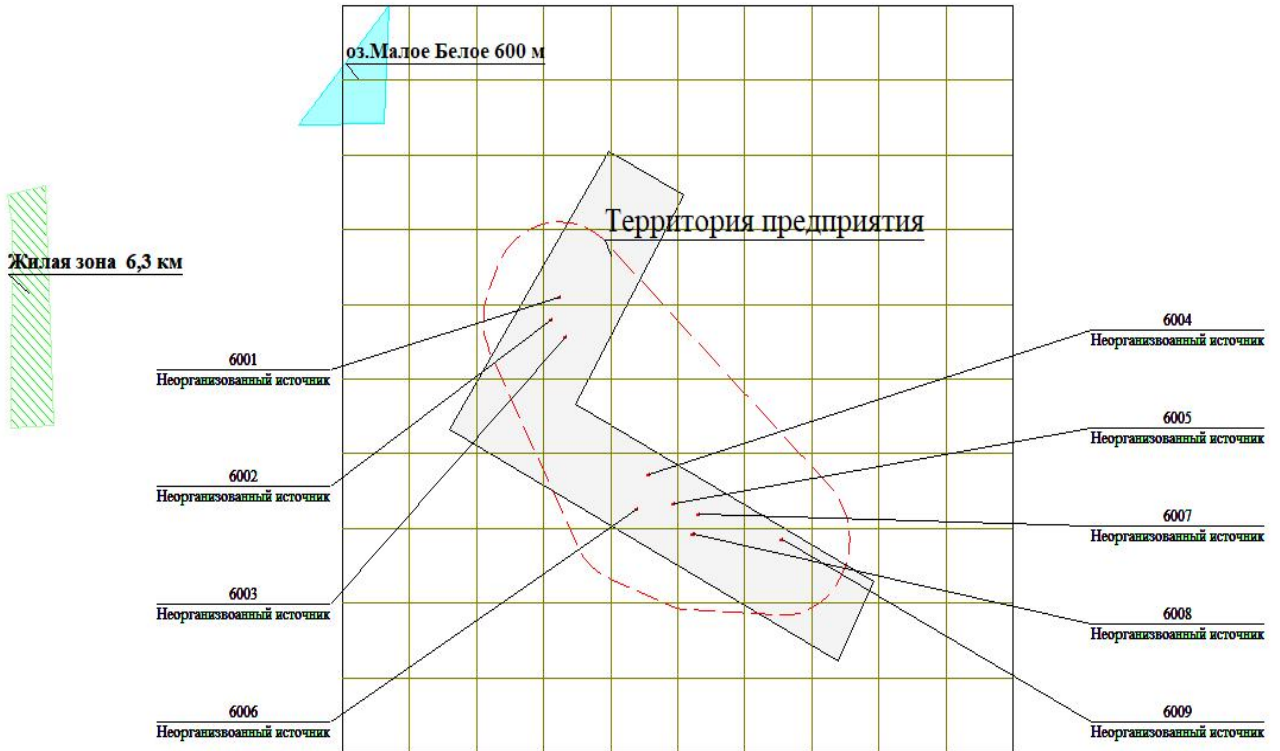 оз.Малое Белое 600 м
Территория предприятия
Жилая зона 6,3 км
6001
Неорганизованный источник
6002
Неорганизованный источник
6003
Неорганизвоанный источник
6006
Неорганизвоанный источник
6004
Неорганизвоанный источник
6005
Неорганизованный источник
6007
Неорганизвоанный источник
6008
Неорганизвоанный источник
6009
Неорганизвоанный источник